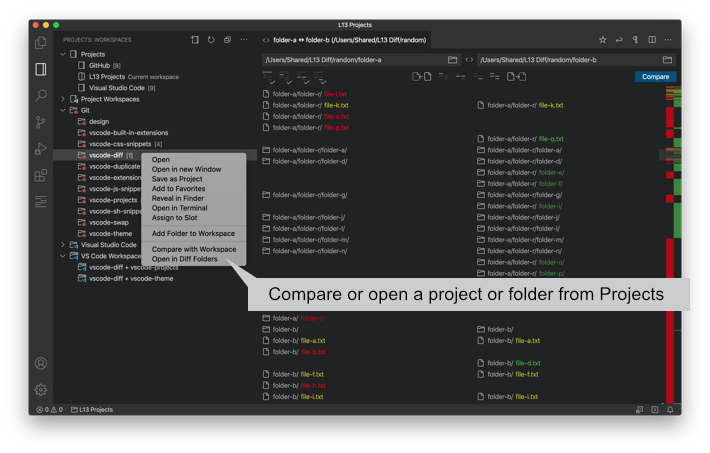 L13 Projects
PROJECTS: WORKSPACES
folder-a ⇔ folder-b (/Users/Shared/L13 Diff/random)
/Users/Shared/L13 Diff/random/folder-a
/Users/Shared/L13 Diff/random/folder-b
Compare
Projects
GitHub [8]
L13 Projects Current workspace
Visual Studio Code [9]
Project Workspaces
Git
design
vscode-built-in-extensions
vscode-css-snippets [4]
vscode-diff [1]
vscode-duplicate
vscode-extension
vscode-js-snippe
vscode-projects
vscode-sh-snipp
vscode-swap
vscode-theme
Visual Studio Code
VS Code Workspace
vscode-diff + vscode-projects
vscode-diff + vscode-theme
Open
Open in new Window
Save as Project
Add to Favorites
Reveal in Finder
Open in Terminal
Assign to Slot
Add Folder to Workspace
Compare with Workspace
Open in Diff Folders
Compare or open a project or folder from Projects
folder-a/folder-r/ file-i.txt
folder-a/folder-r/ file-k.txt
folder-a/folder-r/ file-o.txt
folder-a/folder-r/ file-p.txt
folder-a/folder-r/folder-a/
folder-a/folder-r/folder-d/
folder-a/folder-r/folder-g/
folder-a/folder-r/folder-j/
folder-a/folder-r/folder-l/
folder-a/folder-r/folder-m/
folder-a/folder-r/folder-n/
folder-a/
folder-b/
folder-b/ file-a.txt
folder-b/ file-b.txt
folder-b/ file-f.txt
folder-b/ file-h.txt
folder-b/ file-i.txt
folder-a/folder-r/ file-k.txt
folder-a/folder-r/ file-q.txt
folder-a/folder-r/folder-a/
folder-a/folder-r/folder-d/
folder-a/folder-r/ folder-e/
folder-a/folder-r/ folder-f/
folder-a/folder-r/folder-g/
folder-a/folder-r/folder-j/
folder-a/folder-r/folder-l/
folder-a/folder-r/folder-m/
folder-a/folder-r/folder-n/
folder-a/folder-r/ folder-o/
folder-a/folder-r/ folder-p/
folder-b/
folder-b/ file-a.txt
folder-b/ file-d.txt
folder-b/ file-f.txt
folder-b/ file-i.txt
0 0 L13 Projects